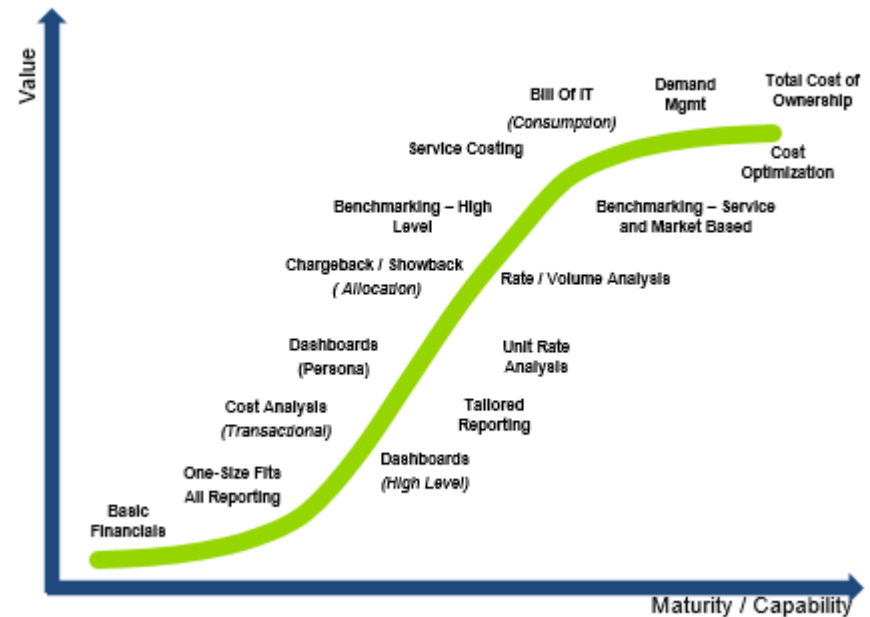 Value
Bill Of IT
(Consumption)
Demand
Mgmt
Total Cost of
Ownership
Service Costing
Cost
Optimization
Benchmarking – High
Level
Benchmarking – Service
and Market Based
Chargeback / Showback
( Allocation)
Rate / Volume Analysis
Dashboards
(Persona)
Unit Rate
Analysis
Cost Analysis
(Transactional)
Tailored
Reporting
One-Size Fits
All Reporting
Dashboards
(High Level)
Basic
Financials
Maturity / Capability